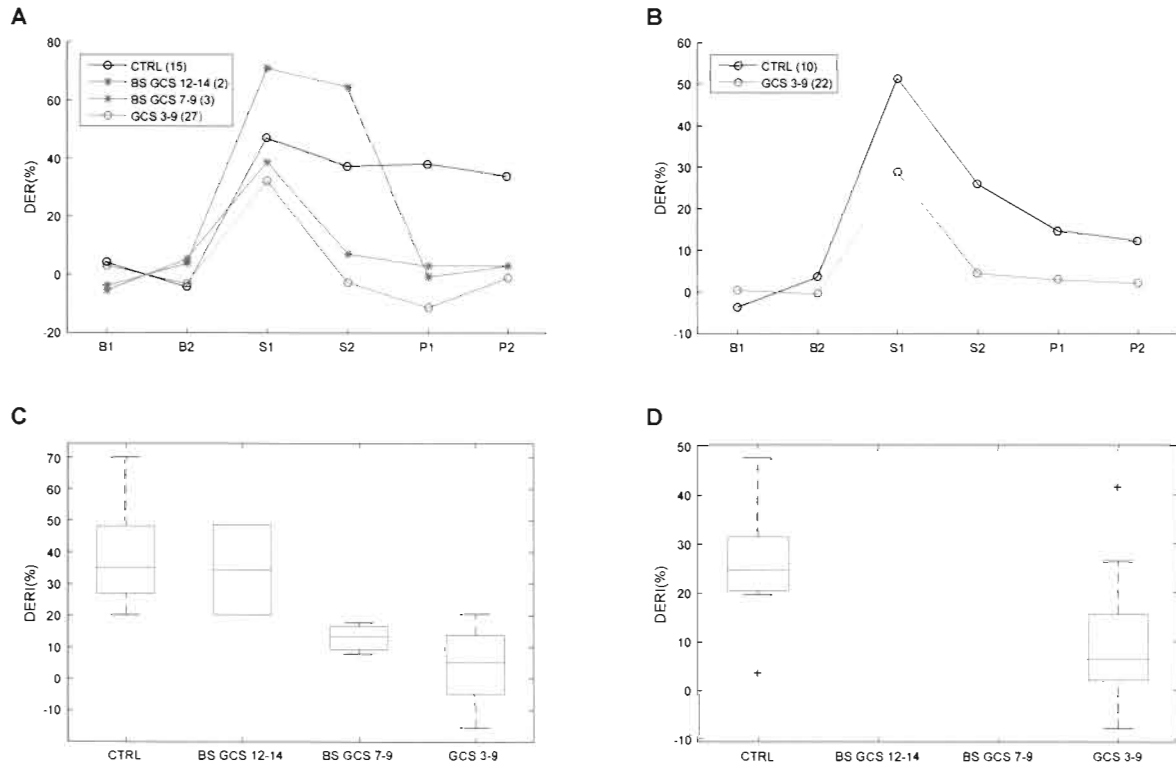 A
80
60
40
20
0
-20
DER(%)
CTRL (15)
BS GCS 12-14 (2)
BS GCS 7-9 (3)
GCS 3-9 (27)
B1 B2 S1 S2 P1 P2
B
60
50
40
30
20
10
0
-10
DER(%)
CTRL (10)
GCS 3-9 (22)
B1 B2 S1 S2 P1 P2
C
70
60
50
40
30
20
10
0
-10
DERI(%)
CTRL BS GCS 12-14 BS GCS 7-9 GCS 3-9
D
50
40
30
20
10
0
-10
DERI(%)
CTRL BS GCS 12-14 BS GCS 7-9 GCS 3-9